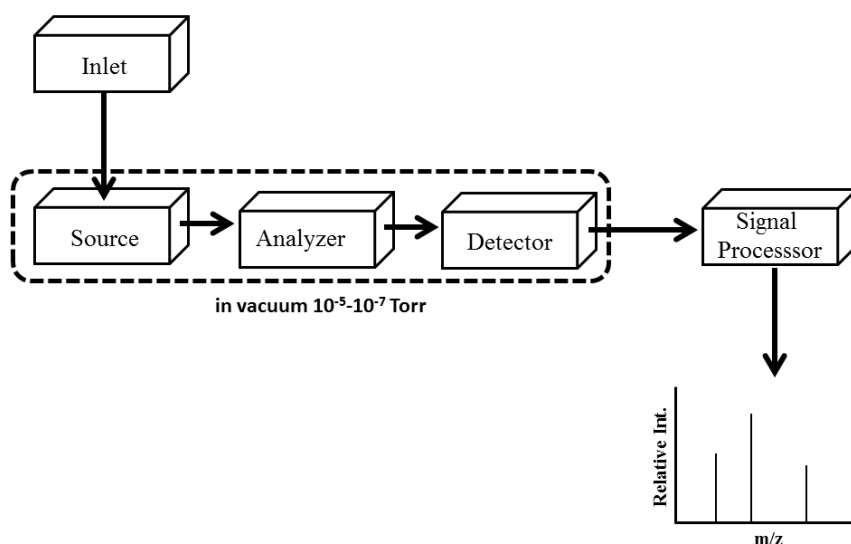 Inlet
Source
Analyzer
Detector
Signal
Processsor
in vacuum 10⁻⁵-10⁻⁷ Torr
Relative Int.
m/z